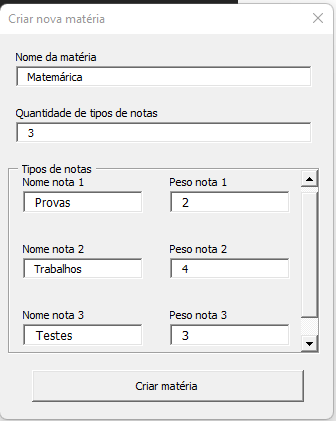 Criar nova matéria
Nome da matéria
Matemárica
Quantidade de tipos de notas
3
Tipos de notas
Nome nota 1 Peso nota 1
Provas 2
Nome nota 2 Peso nota 2
Trabalhos 4
Nome nota 3 Peso nota 3
Testes 3
Criar matéria